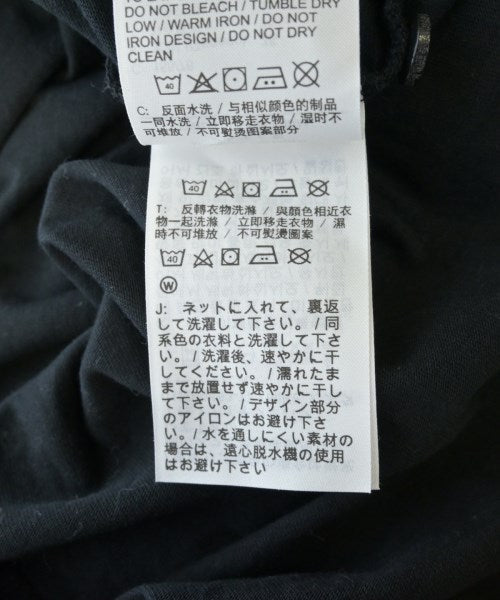 DO NOT BLEACH / TUMBLE DRY
LOW / WARM IRON / DO NOT
IRON DESIGN / DO NOT DRY
CLEAN
40
C: 反面水洗 / 与相似颜色的制品
一同水洗 / 立即移走衣物 / 湿时不
可堆放 / 不可熨烫图案部分
40
T: 反轉衣物洗滌 / 與顏色相近衣
物一起洗滌 / 立即移走衣物 / 濕
時不可堆放 / 不可熨燙圖案
40
W
J: ネットに入れて、裏返
して洗濯して下さい。/ 同
系色の衣料と洗濯して下さ
い。/ 洗濯後、速やかに干
してください。/ 濡れたま
まで放置せず速やかに干し
て下さい。/ デザイン部分
のアイロンはお避け下さ
い。/ 水を通しにくい素材の
場合は、遠心脱水機の使用
はお避け下さい